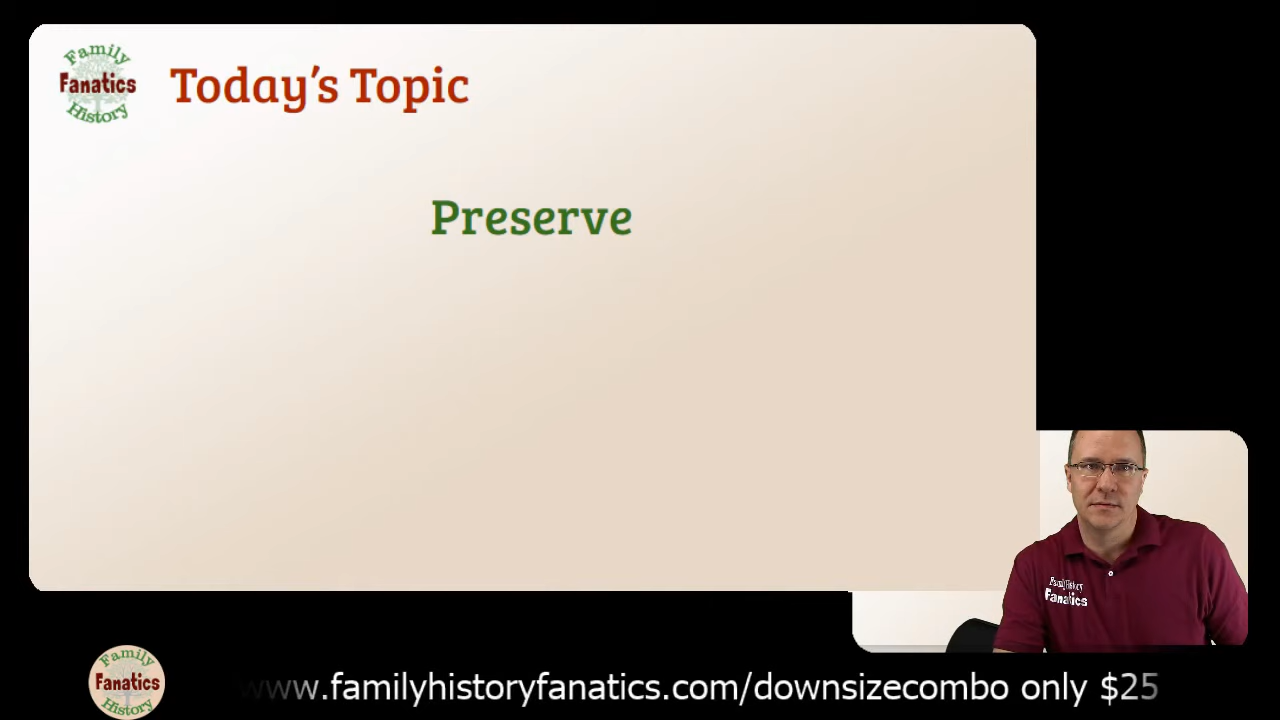 Family
Fanatics
History
Today's Topic
Preserve
Family History
Fanatics
Family
Fanatics
History
www.familyhistoryfanatics.com/downsizecombo only $25